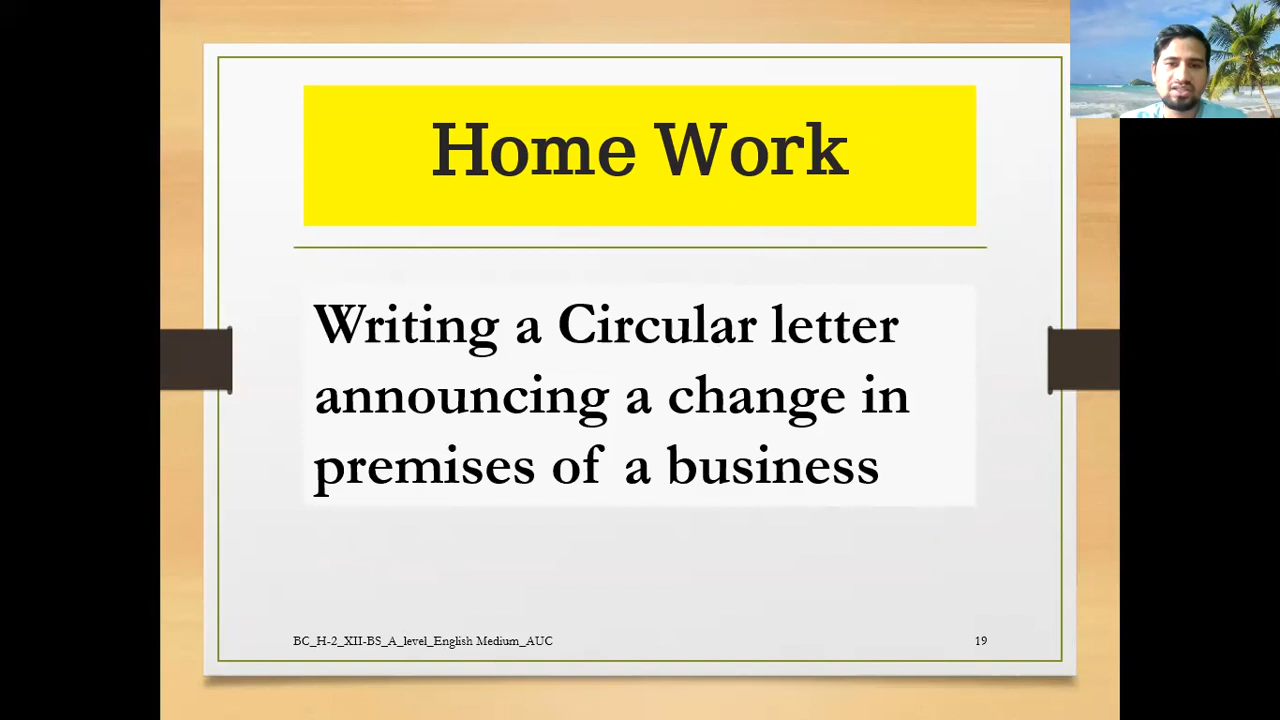 Home Work
Writing a Circular letter
announcing a change in
premises of a business
BC_H-2_XII-BS_A_level_English Medium_AUC
19